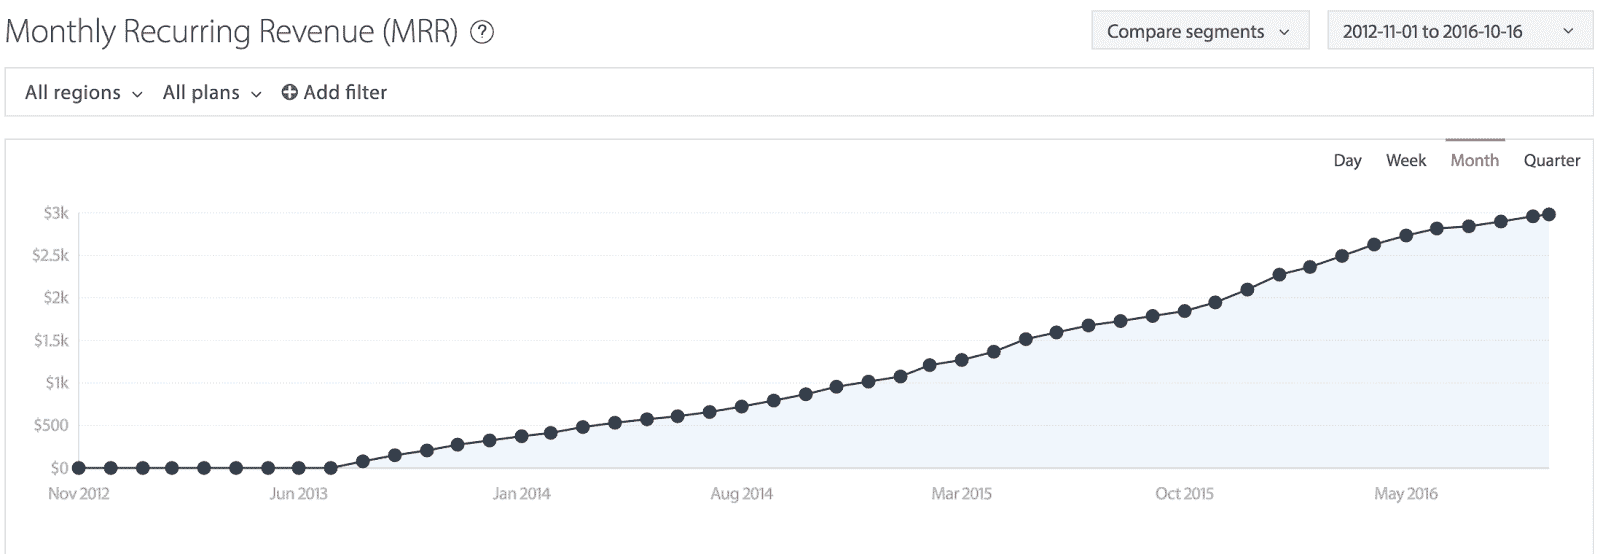 Monthly Recurring Revenue (MRR) ?
Compare segments
2012-11-01 to 2016-10-16
All regions All plans + Add filter
Day Week Month Quarter
$3k
$2.5k
$2k
$1.5k
$1k
$500
$0
Nov 2012 Jun 2013 Jan 2014 Aug 2014 Mar 2015 Oct 2015 May 2016